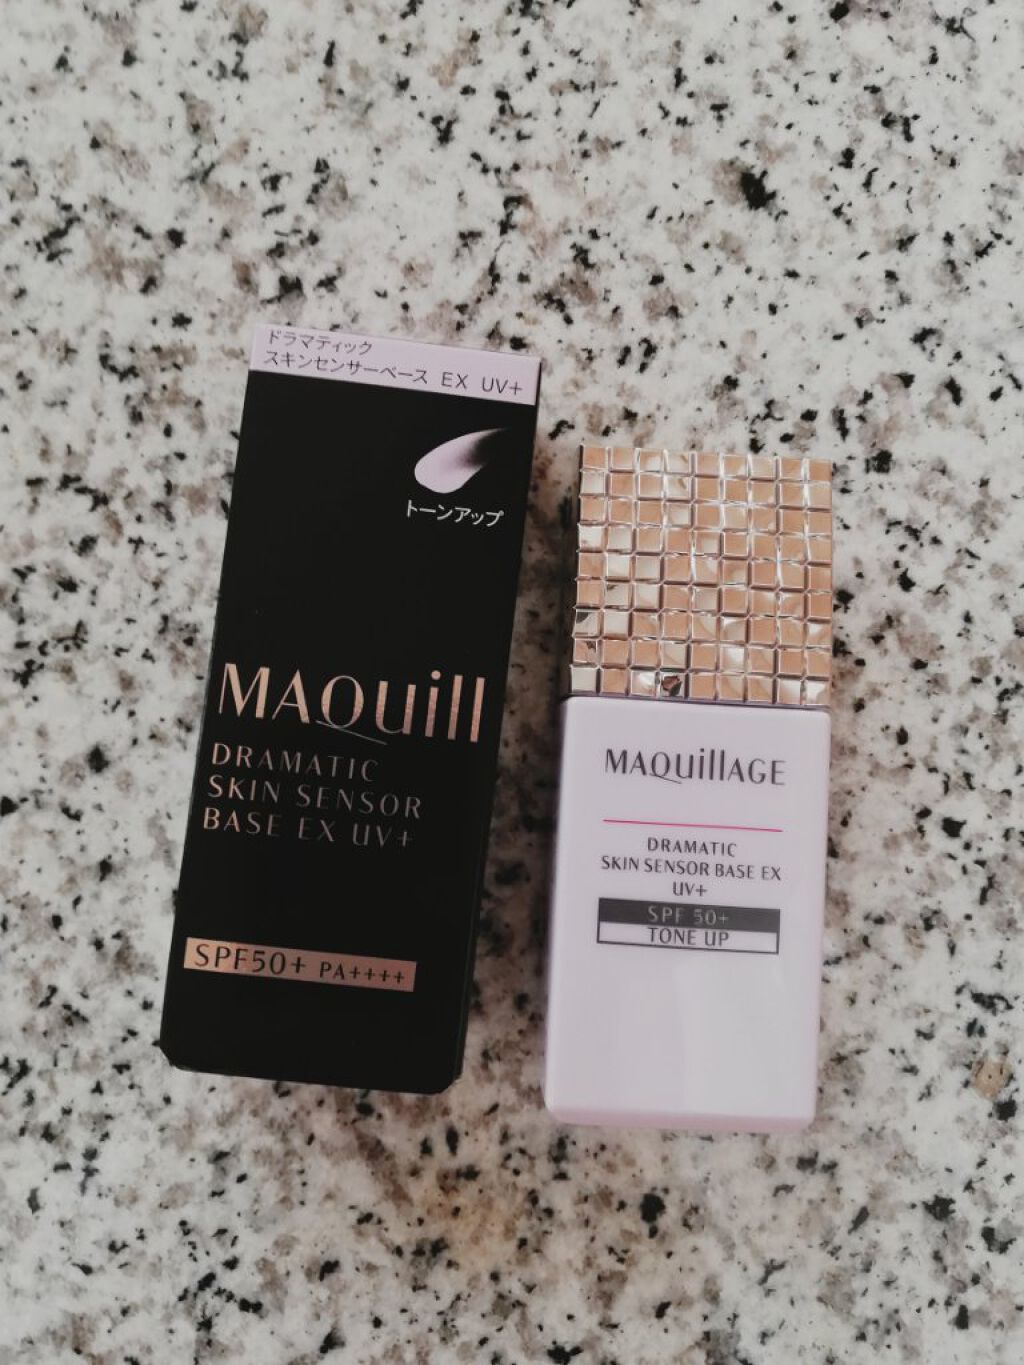 ドラマティック
スキンセンサーベース EX UV+
トーンアップ
MAQuill
DRAMATIC
SKIN SENSOR
BASE EX UV+
SPF50+ PA++++
MAQuillAGE
DRAMATIC
SKIN SENSOR BASE EX
UV+
SPF 50+
TONE UP